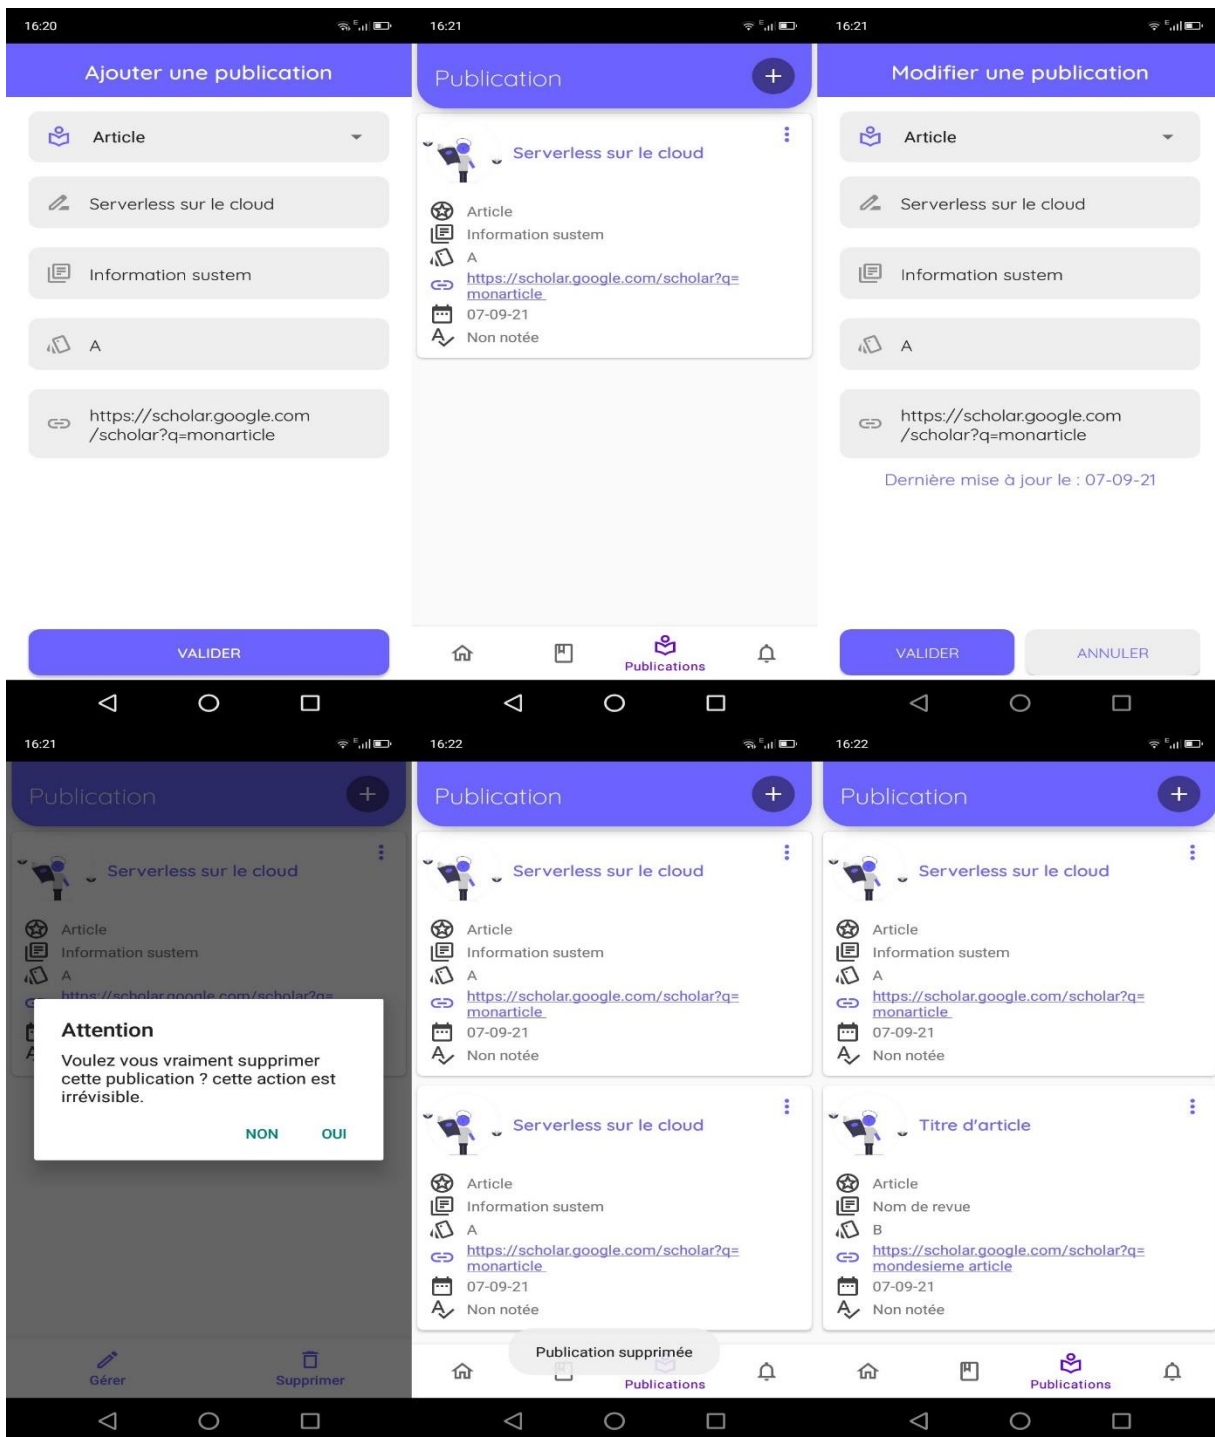 16:20
Ajouter une publication
Article
Serverless sur le cloud
Information sustem
A
https://scholar.google.com
/scholar?q=monarticle
VALIDER
16:21
Publication
Serverless sur le cloud
Article
Information sustem
A
https://scholar.google.com/scholar?q=
monarticle
07-09-21
Non notée
Publications
16:21
Modifier une publication
Article
Serverless sur le cloud
Information sustem
A
https://scholar.google.com
/scholar?q=monarticle
Dernière mise à jour le : 07-09-21
VALIDER
ANNULER
16:21
Publication
Serverless sur le cloud
Article
Information sustem
A
https://scholar.google.com/scholar?q=
Attention
Voulez vous vraiment supprimer
cette publication ? cette action est
irrévisible.
NON
OUI
Gérer
Supprimer
16:22
Publication
Serverless sur le cloud
Article
Information sustem
A
https://scholar.google.com/scholar?q=
monarticle
07-09-21
Non notée
Serverless sur le cloud
Article
Information sustem
A
https://scholar.google.com/scholar?q=
monarticle
07-09-21
Non notée
Publication supprimée
Publications
16:22
Publication
Serverless sur le cloud
Article
Information sustem
A
https://scholar.google.com/scholar?q=
monarticle
07-09-21
Non notée
Titre d'article
Article
Nom de revue
B
https://scholar.google.com/scholar?q=
mondesieme article
07-09-21
Non notée
Publications